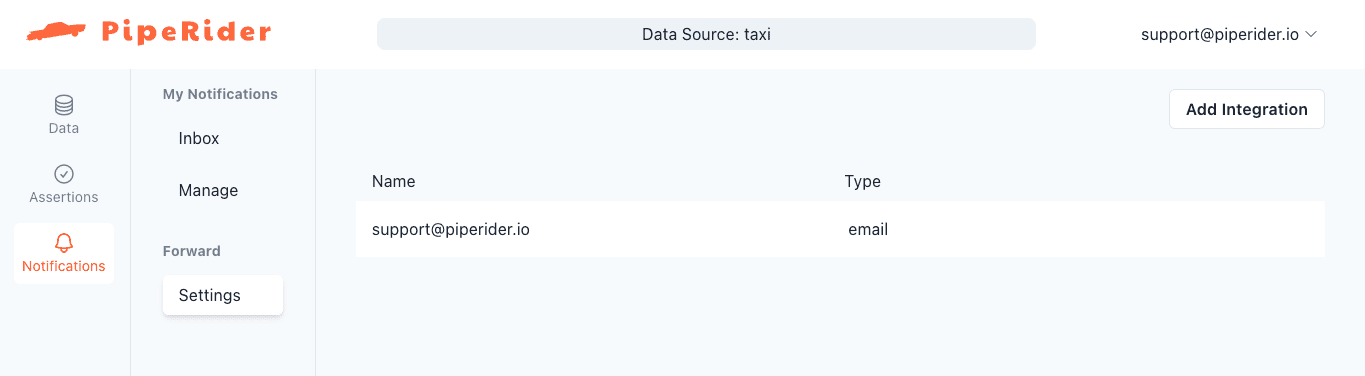 PipeRider
Data Source: taxi
support@piperider.io
Data
Assertions
Notifications
My Notifications
Inbox
Manage
Forward
Settings
Add Integration
Name Type
support@piperider.io email